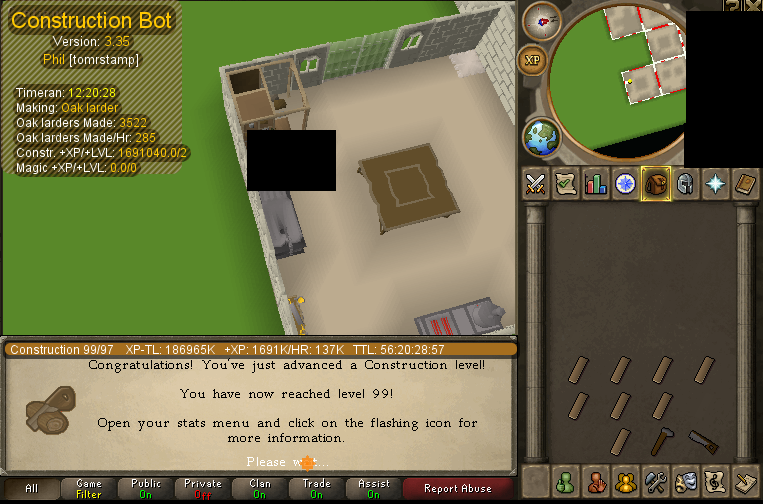 Construction Bot
Version: 3.35
Phil [tomrstamp]
Timeran: 12:20:28
Making: Oak larder
Oak larders Made: 3522
Oak larders Made/Hr: 285
Constr. +XP/+LVL: 1691040.0/2
Magic +XP/+LVL: 0.0/0
XP
Construction 99/97 XP-TL: 186965K +XP: 1691K/HR: 137K TTL: 56:20:28:57
Congratulations! You've just advanced a Construction level!
You have now reached level 99!
Open your stats menu and click on the flashing icon for
more information.
Please
All
Game
Filter
Public
On
Private
Off
Clan
On
Trade
On
Assist
On
Report Abuse